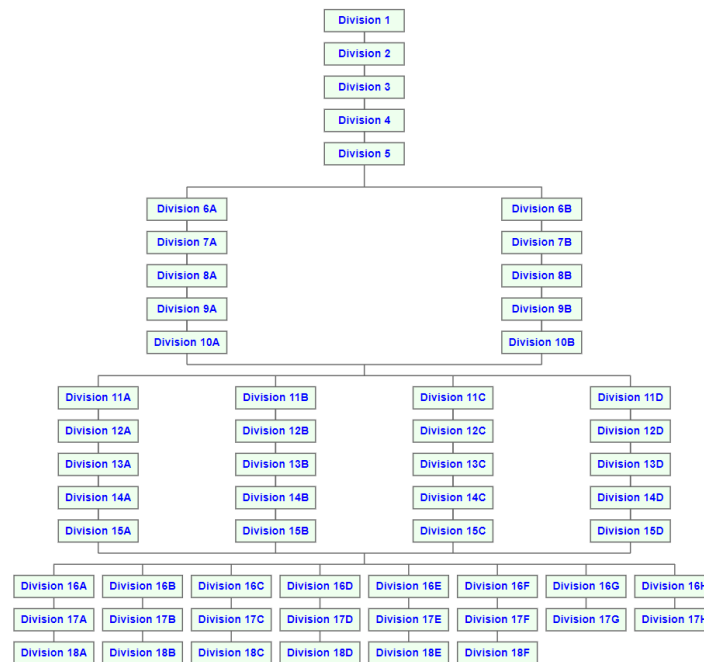 Division 1
Division 2
Division 3
Division 4
Division 5
Division 6A Division 6B
Division 7A Division 7B
Division 8A Division 8B
Division 9A Division 9B
Division 10A Division 10B
Division 11A Division 11B Division 11C Division 11D
Division 12A Division 12B Division 12C Division 12D
Division 13A Division 13B Division 13C Division 13D
Division 14A Division 14B Division 14C Division 14D
Division 15A Division 15B Division 15C Division 15D
Division 16A Division 16B Division 16C Division 16D Division 16E Division 16F Division 16G Division 16H
Division 17A Division 17B Division 17C Division 17D Division 17E Division 17F Division 17G Division 17H
Division 18A Division 18B Division 18C Division 18D Division 18E Division 18F